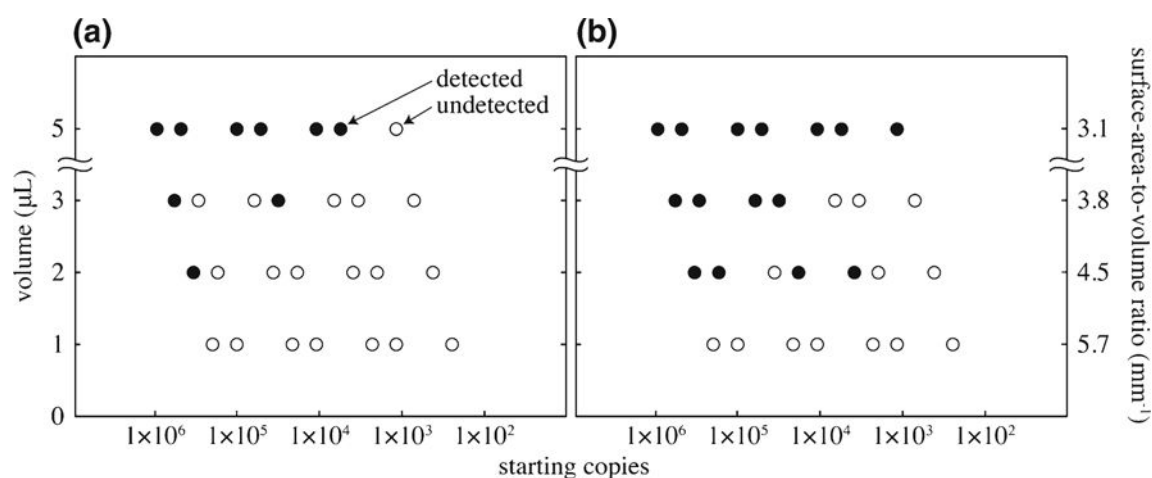 (a)
(b)
detected
undetected
5
3
2
1
0
volume (µL)
3.1
3.8
4.5
5.7
surface-area-to-volume ratio (mm⁻¹)
1×10⁶ 1×10⁵ 1×10⁴ 1×10³ 1×10²
1×10⁶ 1×10⁵ 1×10⁴ 1×10³ 1×10²
starting copies